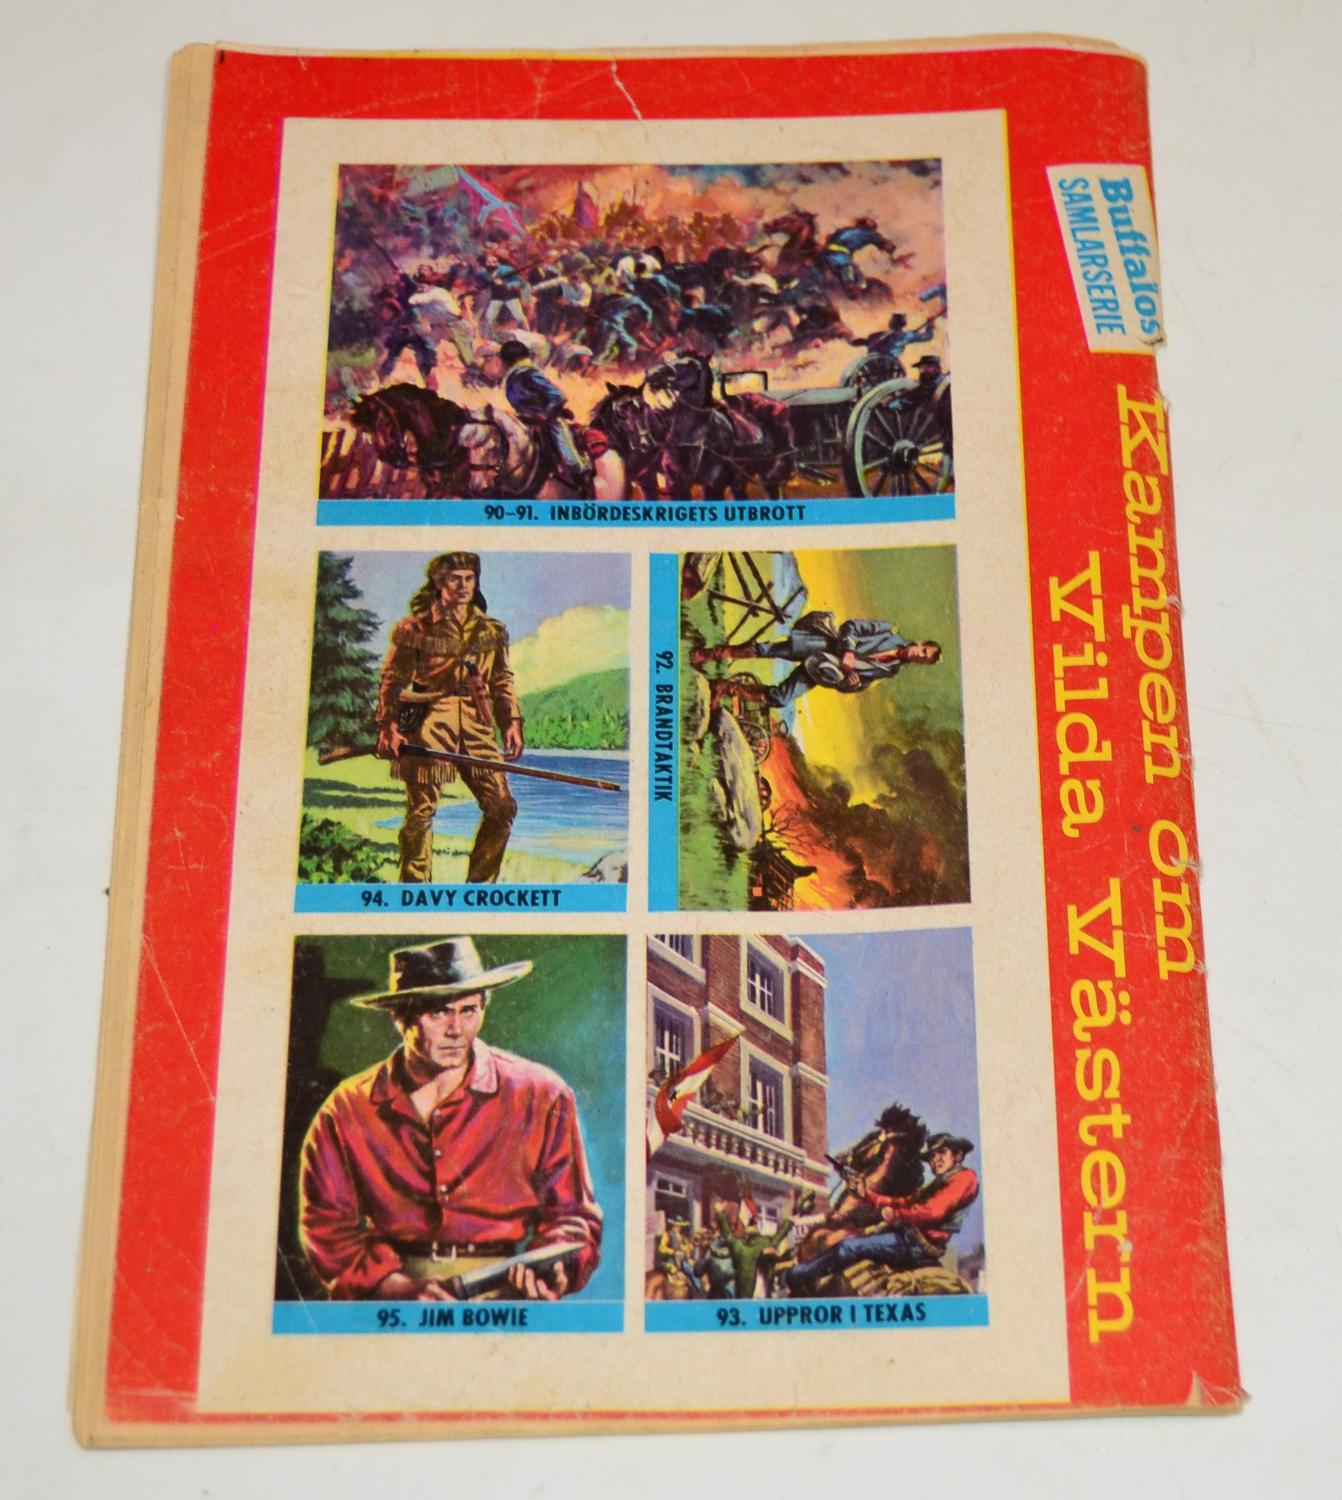 Buffalos
SAMLARSERIE
Kampen om
Vilda Västern
90-91. INBÖRDESKRIGETS UTBROTT
94. DAVY CROCKETT
92. BRANDTAKTIK
95. JIM BOWIE
93. UPPROR I TEXAS